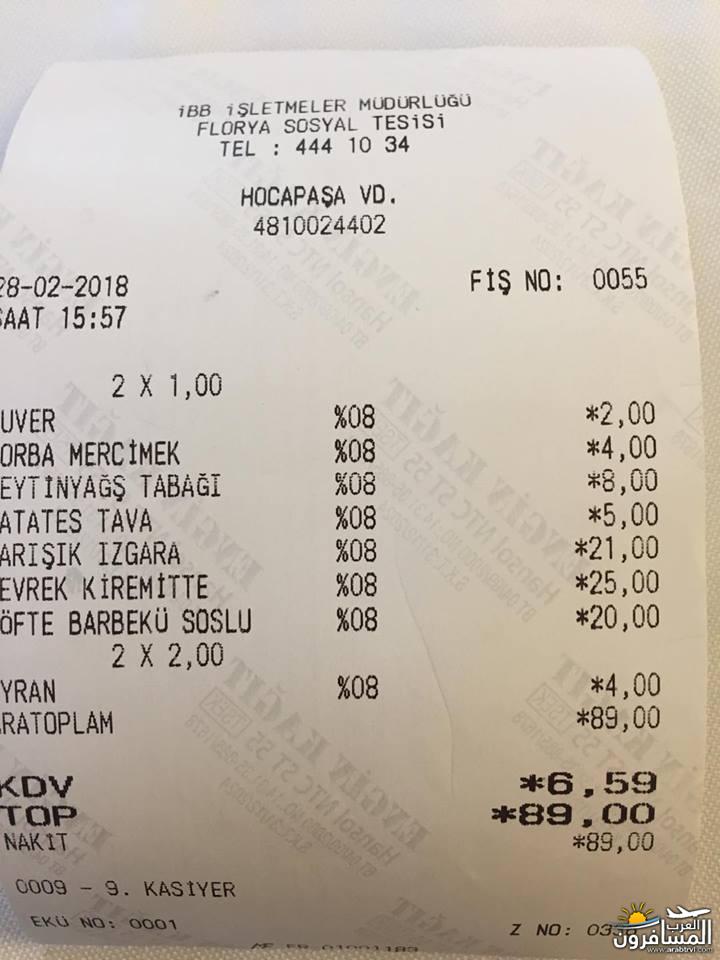 İBB İŞLETMELER MÜDÜRLÜĞÜ
FLORYA SOSYAL TESİSİ
TEL : 444 10 34
HOCAPAŞA VD.
4810024402
28-02-2018 FİŞ NO: 0055
SAAT 15:57
2 X 1,00
UVER %08 *2,00
ORBA MERCİMEK %08 *4,00
EYTİNYAĞŞ TABAĞI %08 *8,00
ATATES TAVA %08 *5,00
ARIŞIK IZGARA %08 *21,00
EVREK KİREMİTTE %08 *25,00
ÖFTE BARBEKÜ SOSLU %08 *20,00
2 X 2,00
YRAN %08 *4,00
RATOPLAM *89,00
KDV *6,59
TOP *89,00
NAKİT *89,00
0009 - 9. KASİYER
EKÜ NO: 0001 Z NO:
العرب
المسافرون
www.arabtrvl.com